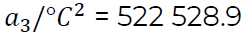 a₃/°C² = 522 528.9